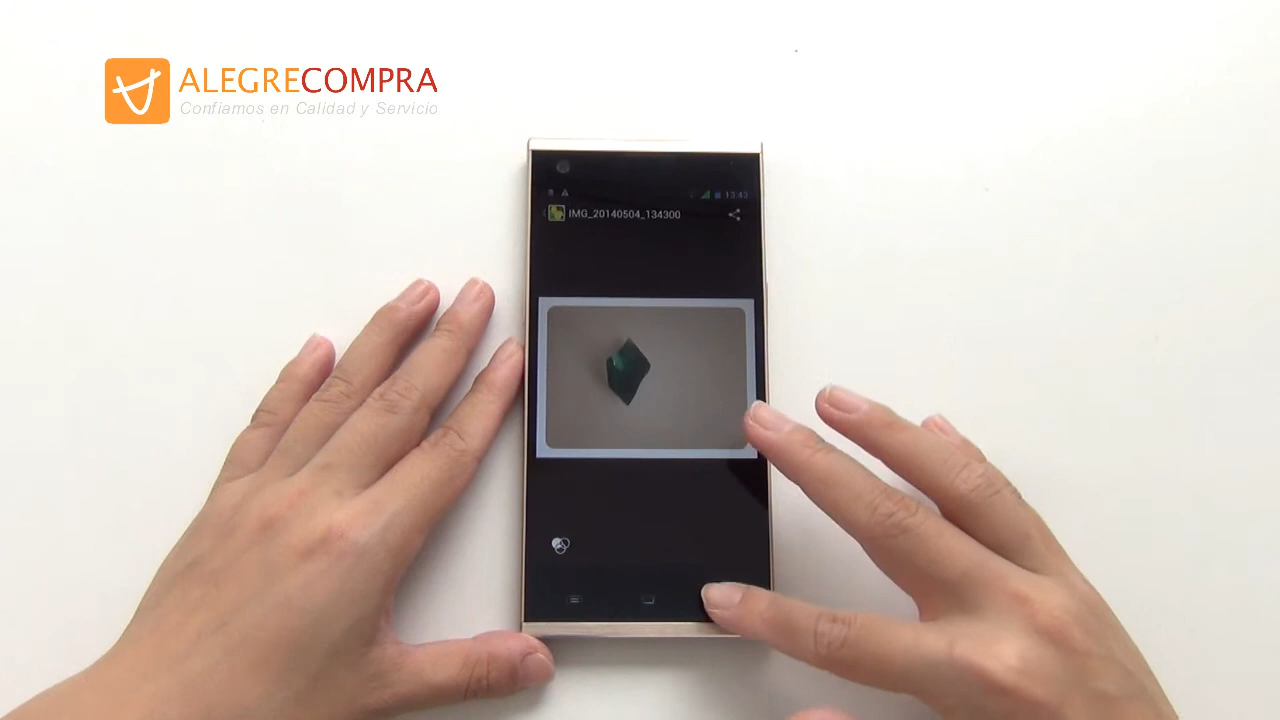 ALEGRECOMPRA
Confiamos en Calidad y Servicio
13:43
IMG_20140504_134300